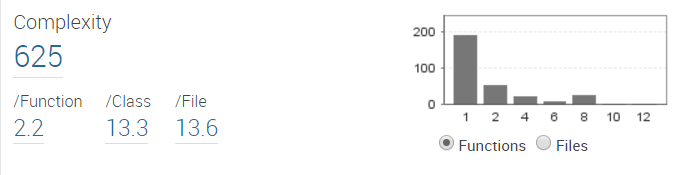 Complexity
625
/Function /Class /File
2.2 13.3 13.6
200
100
0
1 2 4 6 8 10 12
Functions Files